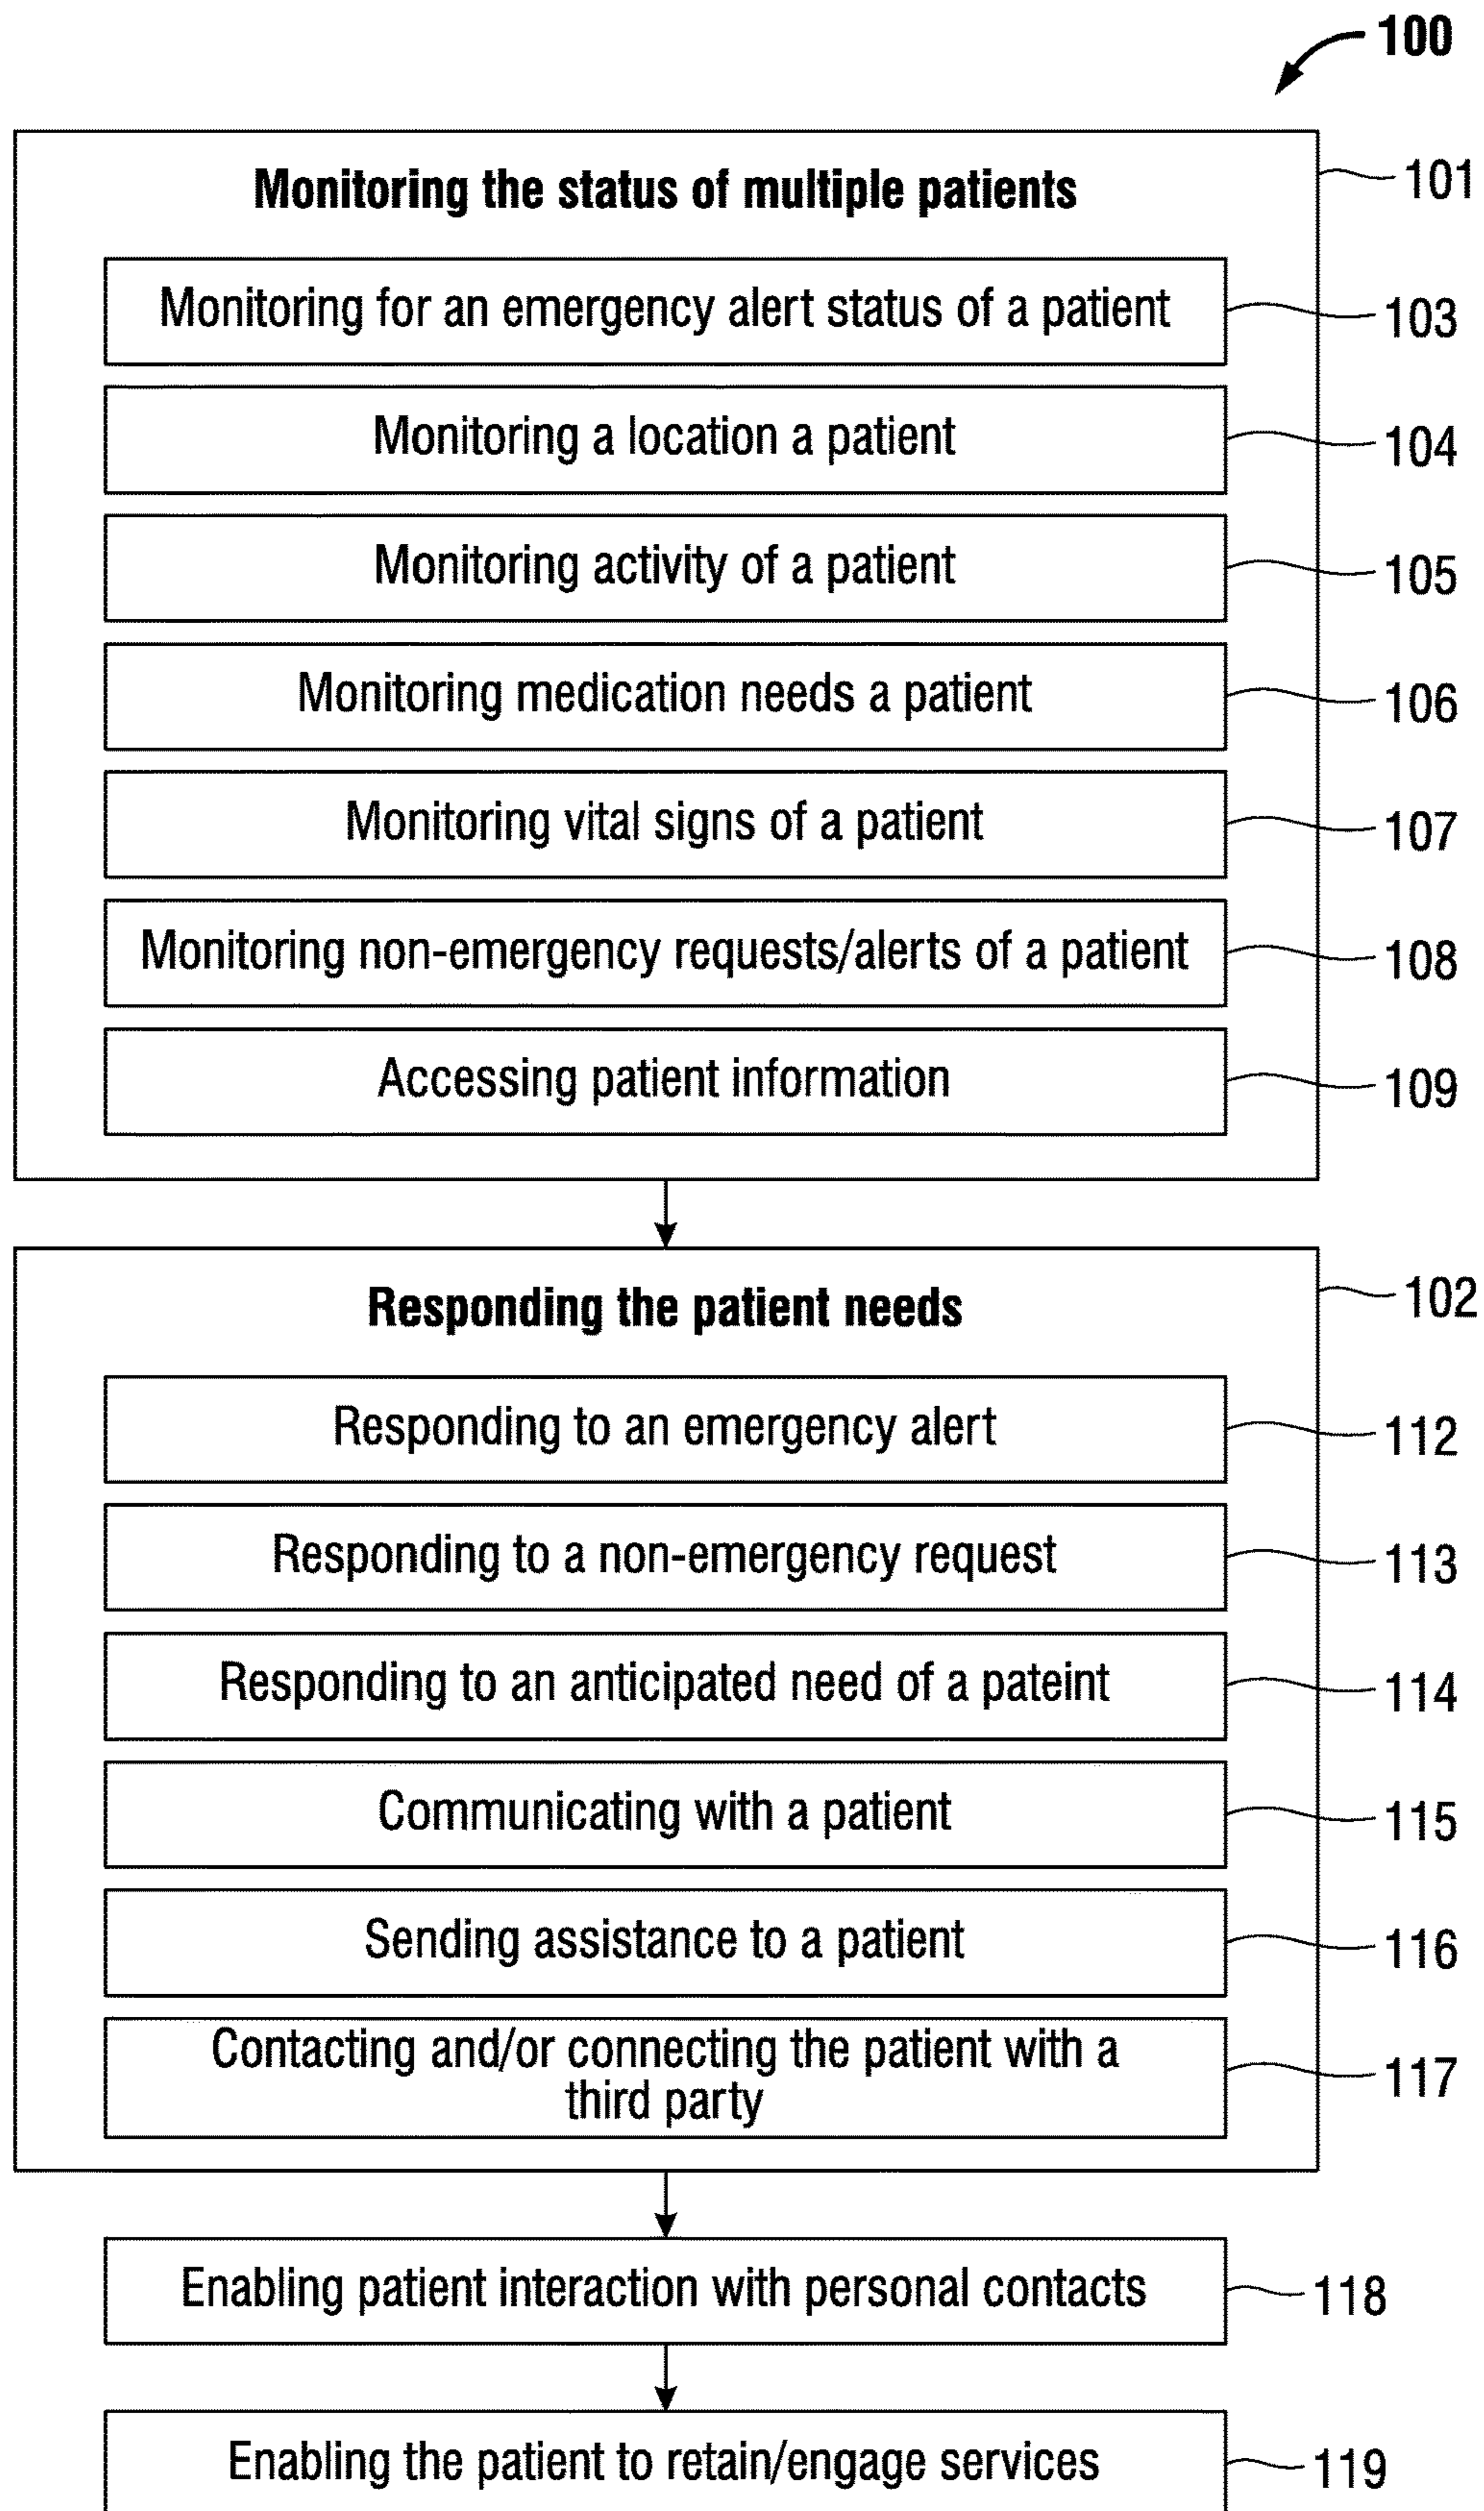 100
Monitoring the status of multiple patients
101
Monitoring for an emergency alert status of a patient
103
Monitoring a location a patient
104
Monitoring activity of a patient
105
Monitoring medication needs a patient
106
Monitoring vital signs of a patient
107
Monitoring non-emergency requests/alerts of a patient
108
Accessing patient information
109
Responding the patient needs
102
Responding to an emergency alert
112
Responding to a non-emergency request
113
Responding to an anticipated need of a pateint
114
Communicating with a patient
115
Sending assistance to a patient
116
Contacting and/or connecting the patient with a
third party
117
Enabling patient interaction with personal contacts
118
Enabling the patient to retain/engage services
119